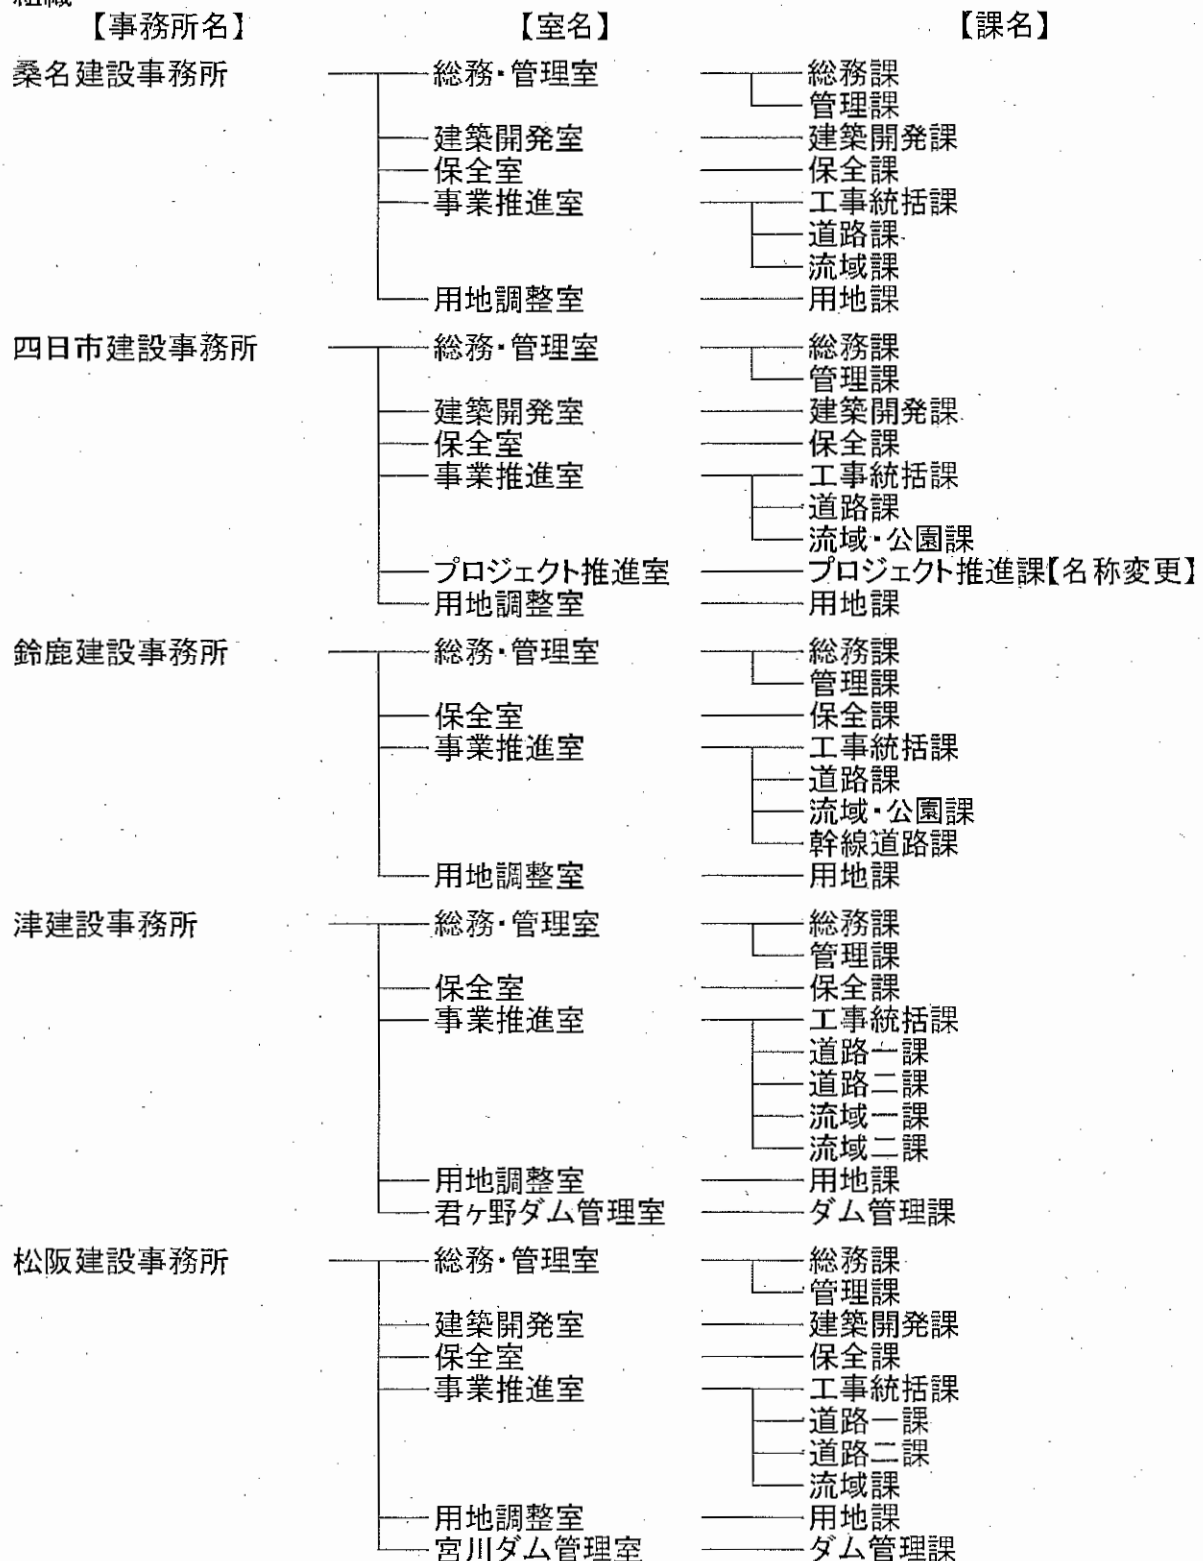 組織
【事務所名】 【室名】 【課名】
桑名建設事務所 総務・管理室 総務課
管理課
建築開発室 建築開発課
保全室 保全課
事業推進室 工事統括課
道路課
流域課
用地調整室 用地課
四日市建設事務所 総務・管理室 総務課
管理課
建築開発室 建築開発課
保全室 保全課
事業推進室 工事統括課
道路課
流域・公園課
プロジェクト推進室 プロジェクト推進課【名称変更】
用地調整室 用地課
鈴鹿建設事務所 総務・管理室 総務課
管理課
保全室 保全課
事業推進室 工事統括課
道路課
流域・公園課
幹線道路課
用地調整室 用地課
津建設事務所 総務・管理室 総務課
管理課
保全室 保全課
事業推進室 工事統括課
道路一課
道路二課
流域一課
流域二課
用地調整室 用地課
君ヶ野ダム管理室 ダム管理課
松阪建設事務所 総務・管理室 総務課
管理課
建築開発室 建築開発課
保全室 保全課
事業推進室 工事統括課
道路一課
道路二課
流域課
用地調整室 用地課
宮川ダム管理室 ダム管理課